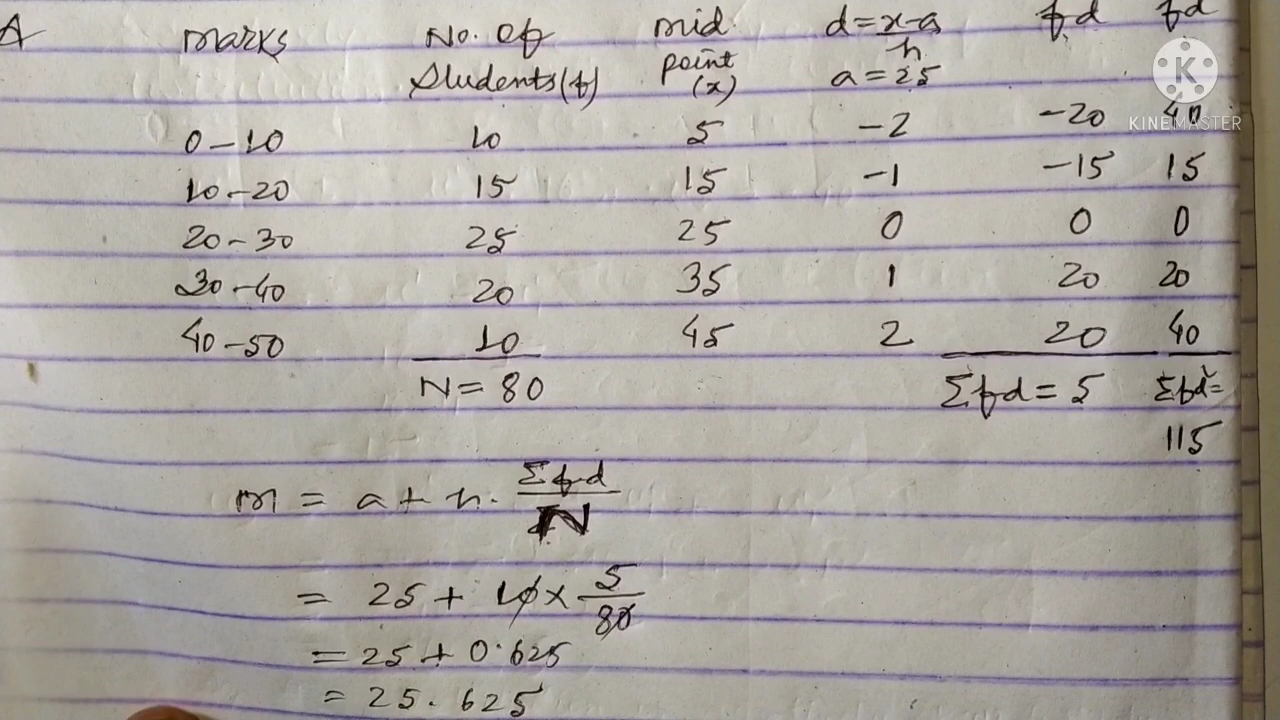 A marks No. of mid d = x-a/h fd fd
Students (f) point (x) a = 25
K
KINEMASTER
0-10 10 5 -2 -20 40
10-20 15 15 -1 -15 15
20-30 25 25 0 0 0
30-40 20 35 1 20 20
40-50 10 45 2 20 40
N = 80 Σfd = 5 Σfd² =
115
m = a + h. Σfd/N
= 25 + 10 x 5/80
= 25 + 0.625
= 25.625